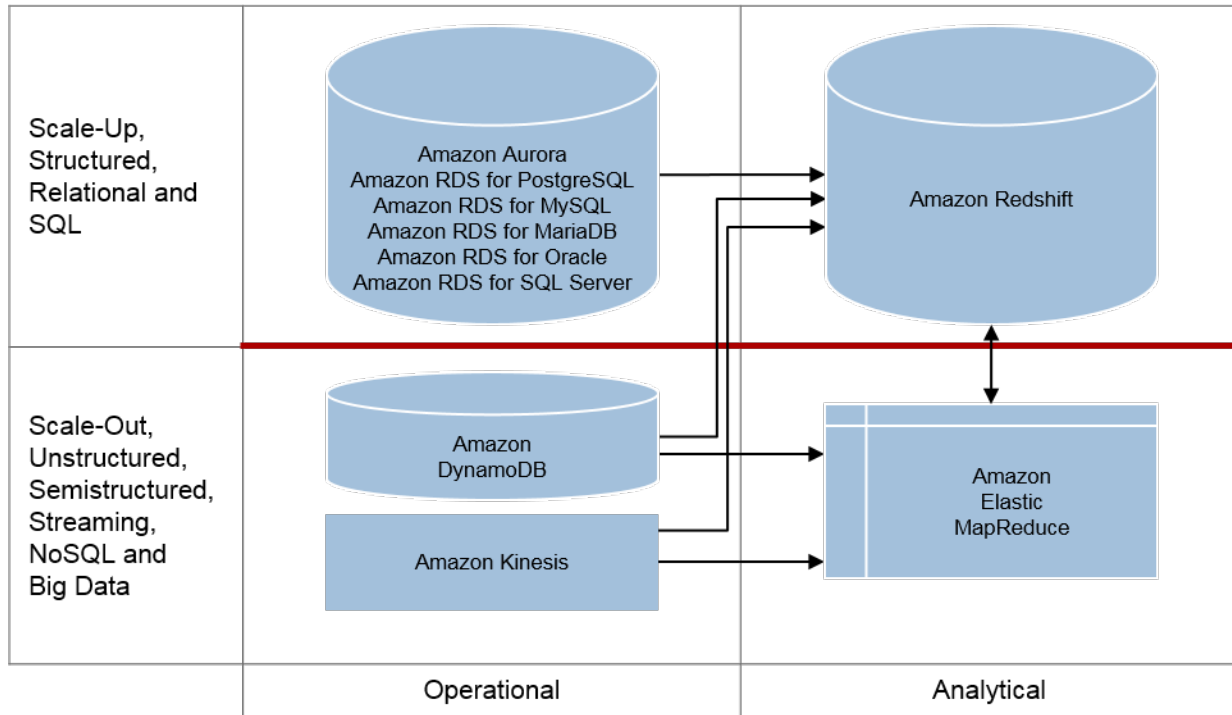 Scale-Up,
Structured,
Relational and
SQL
Amazon Aurora
Amazon RDS for PostgreSQL
Amazon RDS for MySQL
Amazon RDS for MariaDB
Amazon RDS for Oracle
Amazon RDS for SQL Server
Amazon Redshift
Scale-Out,
Unstructured,
Semistructured,
Streaming,
NoSQL and
Big Data
Amazon
DynamoDB
Amazon Kinesis
Amazon
Elastic
MapReduce
Operational
Analytical